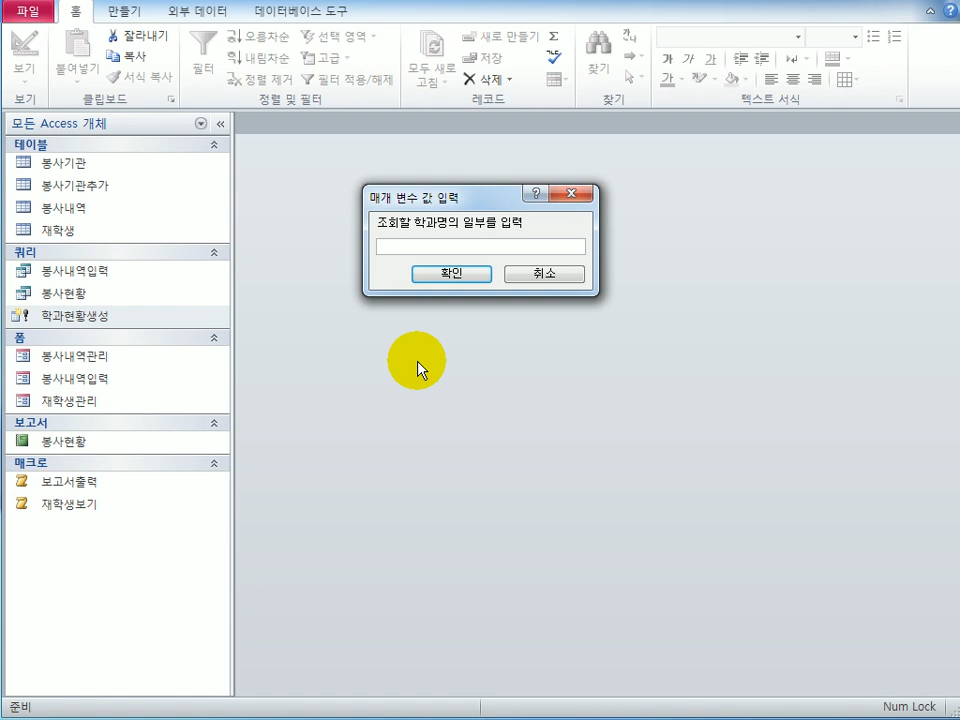 파일 홈 만들기 외부 데이터 데이터베이스 도구
보기
붙여넣기
잘라내기
복사
서식 복사
필터
오름차순
내림차순
정렬 제거
선택 영역
고급
필터 적용/해제
모두 새로
고침
새로 만들기
저장
삭제
찾기
가 가 가
가
보기 클립보드 정렬 및 필터 레코드 찾기 텍스트 서식
모든 Access 개체
테이블
봉사기관
봉사기관추가
봉사내역
재학생
쿼리
봉사내역입력
봉사현황
학과현황생성
폼
봉사내역관리
봉사내역입력
재학생관리
보고서
봉사현황
매크로
보고서출력
재학생보기
매개 변수 값 입력
조회할 학과명의 일부를 입력
확인 취소
준비 Num Lock